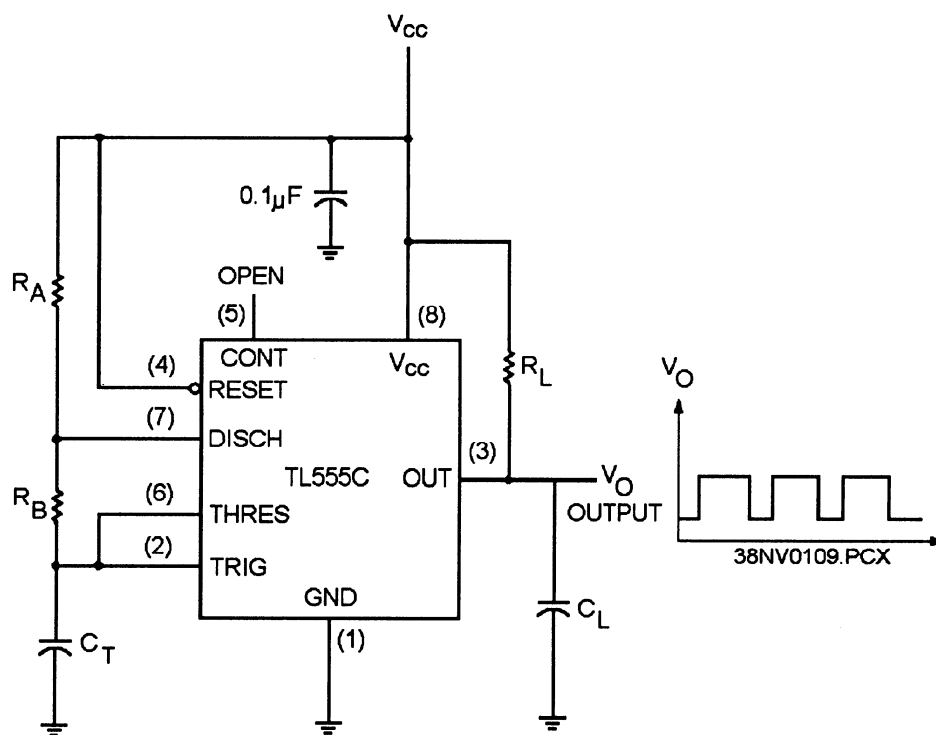 VCC
0.1µF
RA
OPEN
(5)
(8)
CONT
VCC
(4)
RESET
RL
VO
(7)
DISCH
(3)
TL555C
OUT
VO
RB
(6)
THRES
OUTPUT
(2)
TRIG
38NV0109.PCX
GND
(1)
CL
CT